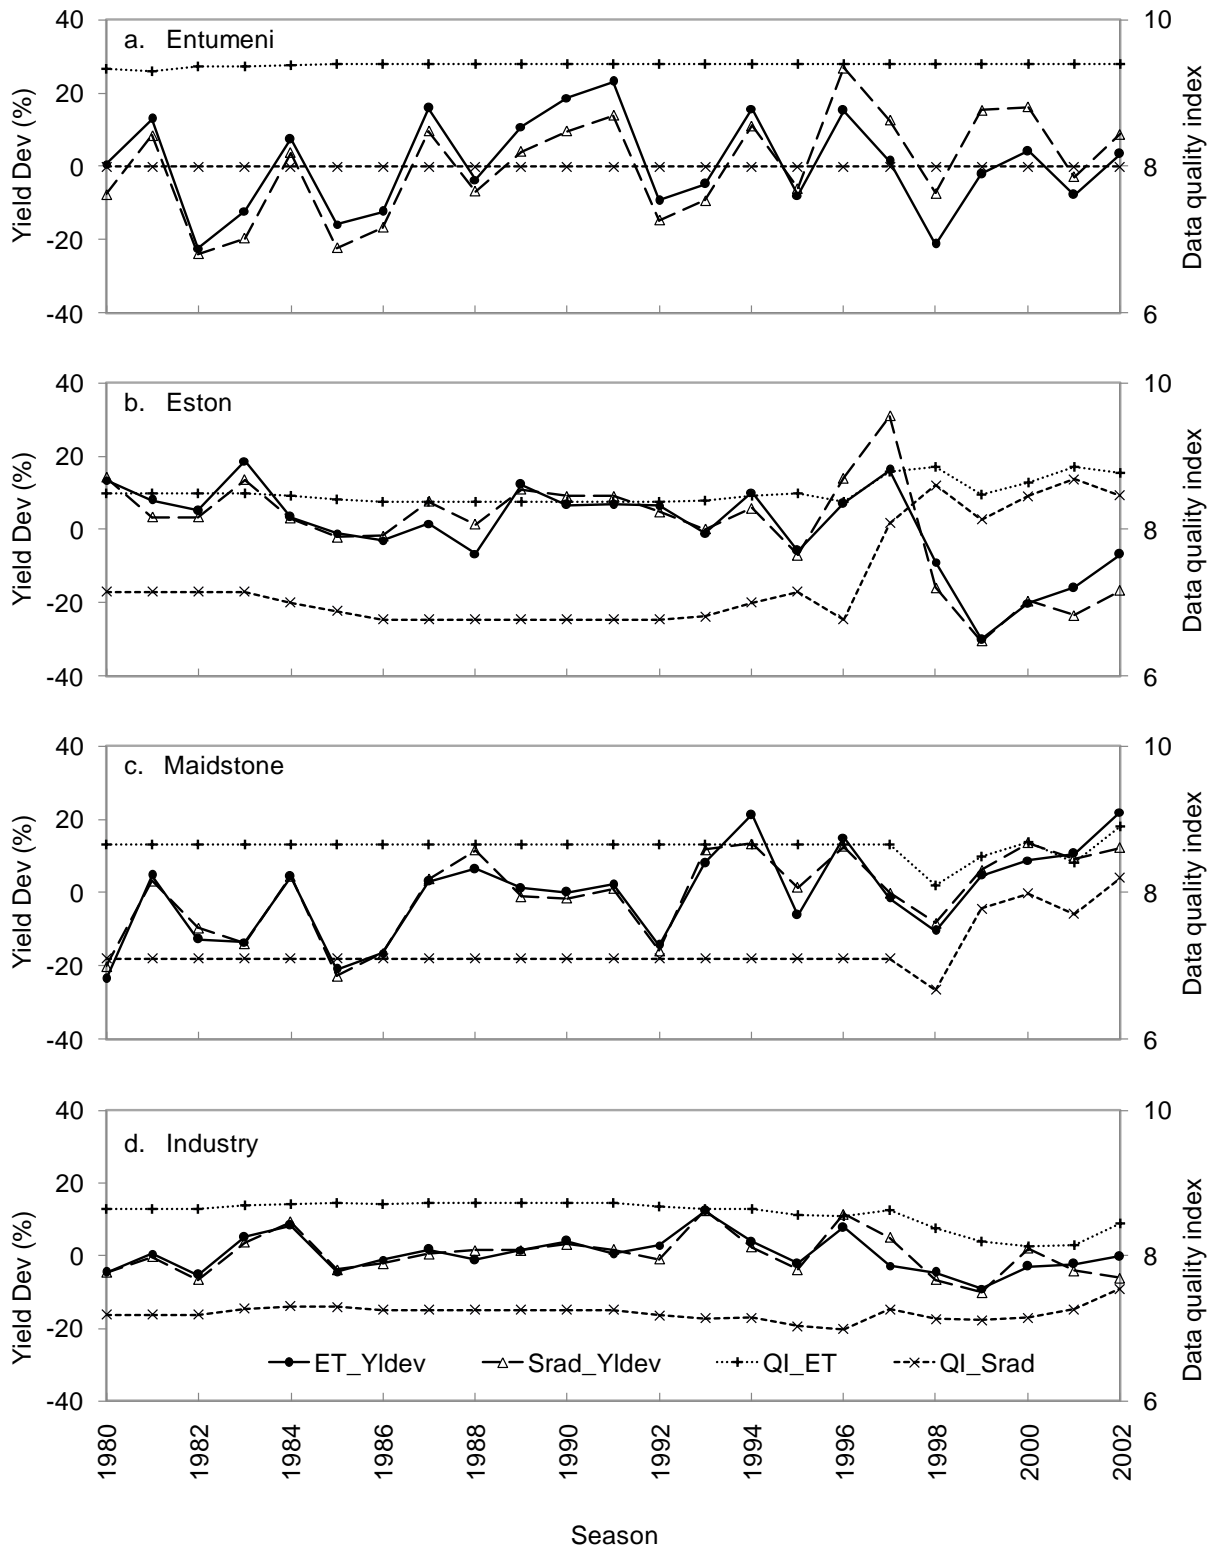 40
20
0
-20
-40
Yield Dev (%)
a. Entumeni
10
8
6
Data quality index
40
20
0
-20
-40
Yield Dev (%)
b. Eston
10
8
6
Data quality index
40
20
0
-20
-40
Yield Dev (%)
c. Maidstone
10
8
6
Data quality index
40
20
0
-20
-40
Yield Dev (%)
d. Industry
10
8
6
Data quality index
ET_Yldev Srad_Yldev QI_ET QI_Srad
1980 1982 1984 1986 1988 1990 1992 1994 1996 1998 2000 2002
Season